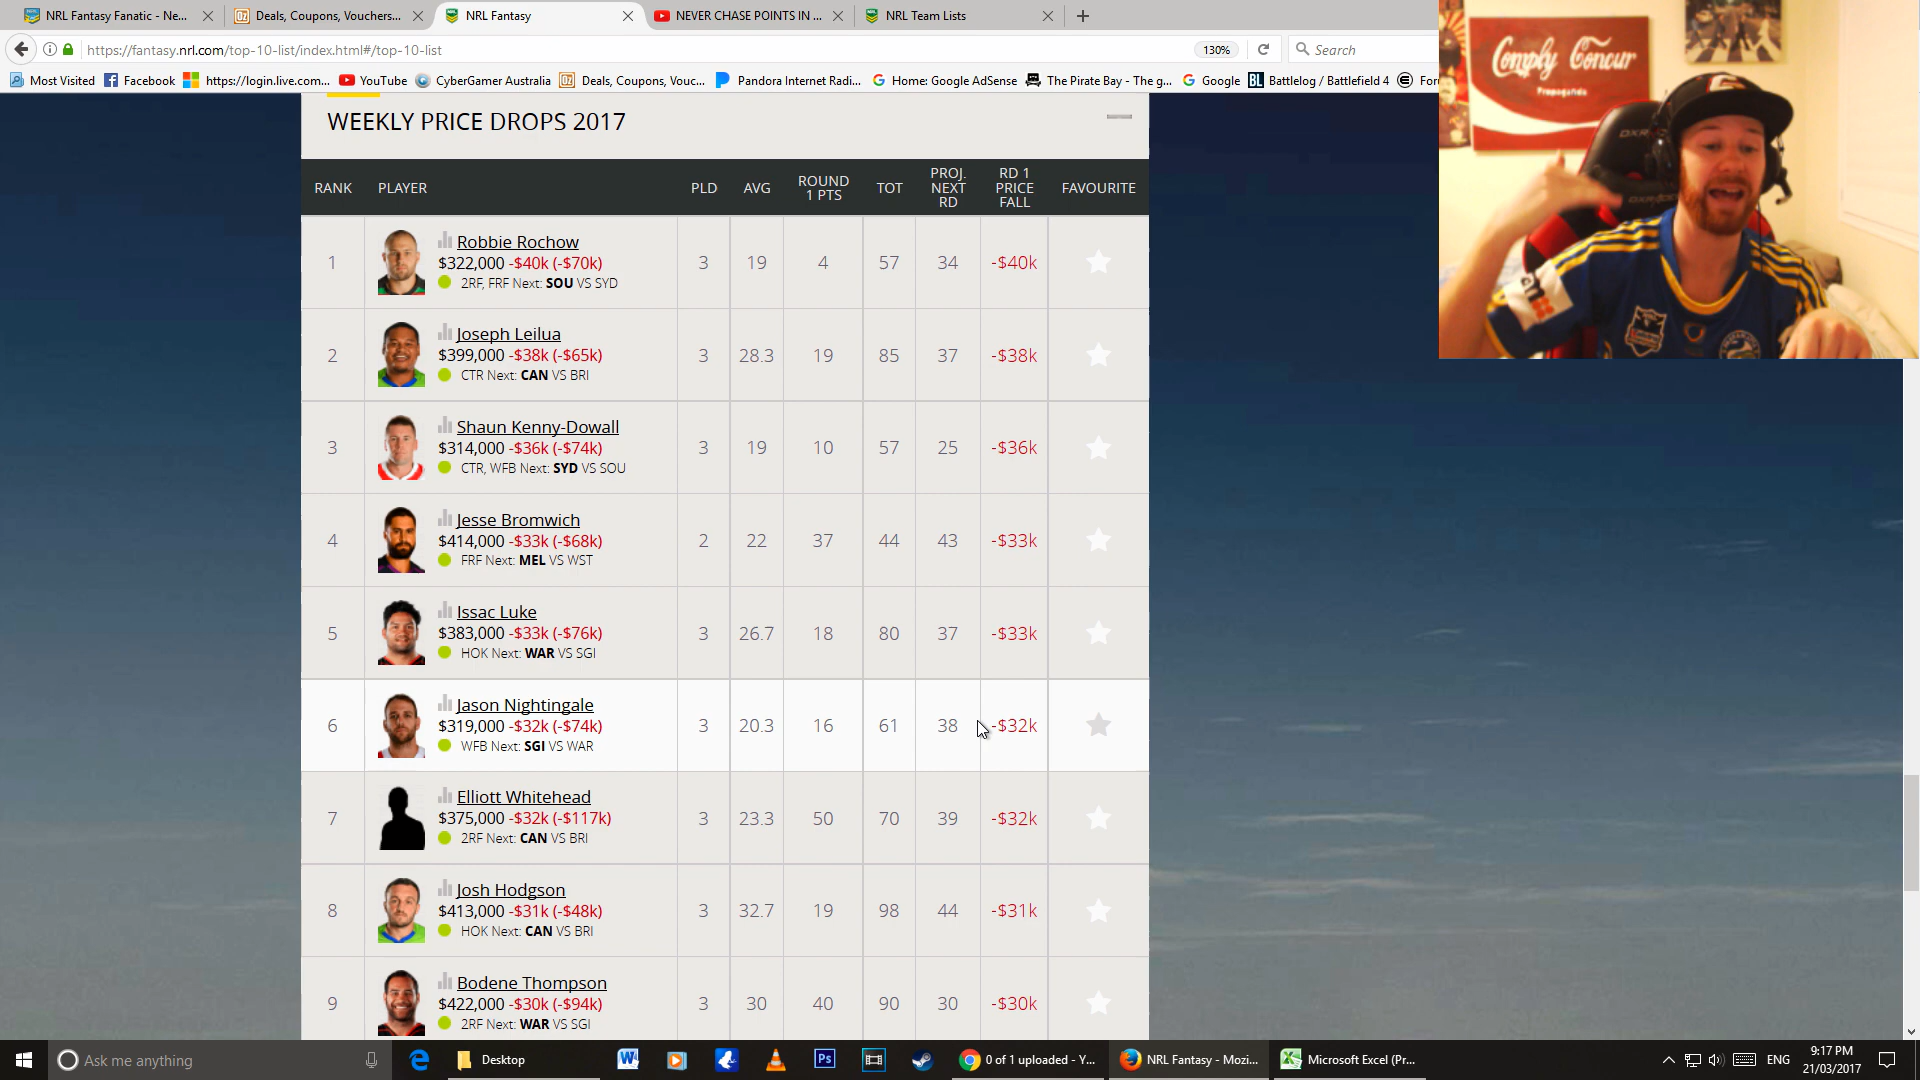 NRL Fantasy Fanatic - Ne...
Deals, Coupons, Vouchers...
NRL Fantasy
NEVER CHASE POINTS IN ...
NRL Team Lists
https://fantasy.nrl.com/top-10-list/index.html#/top-10-list
130%
Search
Most Visited
Facebook
https://login.live.com...
YouTube
CyberGamer Australia
Deals, Coupons, Vouc...
Pandora Internet Radi...
Home: Google AdSense
The Pirate Bay - The g...
Google
Battlelog / Battlefield 4
For
Comply Concur
Propaganda
WEEKLY PRICE DROPS 2017
RANK PLAYER PLD AVG ROUND 1 PTS TOT PROJ. NEXT RD RD 1 PRICE FALL FAVOURITE
1 Robbie Rochow 3 19 4 57 34 -$40k
$322,000 -$40k (-$70k)
2RF, FRF Next: SOU VS SYD
2 Joseph Leilua 3 28.3 19 85 37 -$38k
$399,000 -$38k (-$65k)
CTR Next: CAN VS BRI
3 Shaun Kenny-Dowall 3 19 10 57 25 -$36k
$314,000 -$36k (-$74k)
CTR, WFB Next: SYD VS SOU
4 Jesse Bromwich 2 22 37 44 43 -$33k
$414,000 -$33k (-$68k)
FRF Next: MEL VS WST
5 Issac Luke 3 26.7 18 80 37 -$33k
$383,000 -$33k (-$76k)
HOK Next: WAR VS SGI
6 Jason Nightingale 3 20.3 16 61 38 -$32k
$319,000 -$32k (-$74k)
WFB Next: SGI VS WAR
7 Elliott Whitehead 3 23.3 50 70 39 -$32k
$375,000 -$32k (-$117k)
2RF Next: CAN VS BRI
8 Josh Hodgson 3 32.7 19 98 44 -$31k
$413,000 -$31k (-$48k)
HOK Next: CAN VS BRI
9 Bodene Thompson 3 30 40 90 30 -$30k
$422,000 -$30k (-$94k)
2RF Next: WAR VS SGI
Ask me anything
Desktop
0 of 1 uploaded - Y...
NRL Fantasy - Mozi...
Microsoft Excel (Pr...
ENG
9:17 PM
21/03/2017